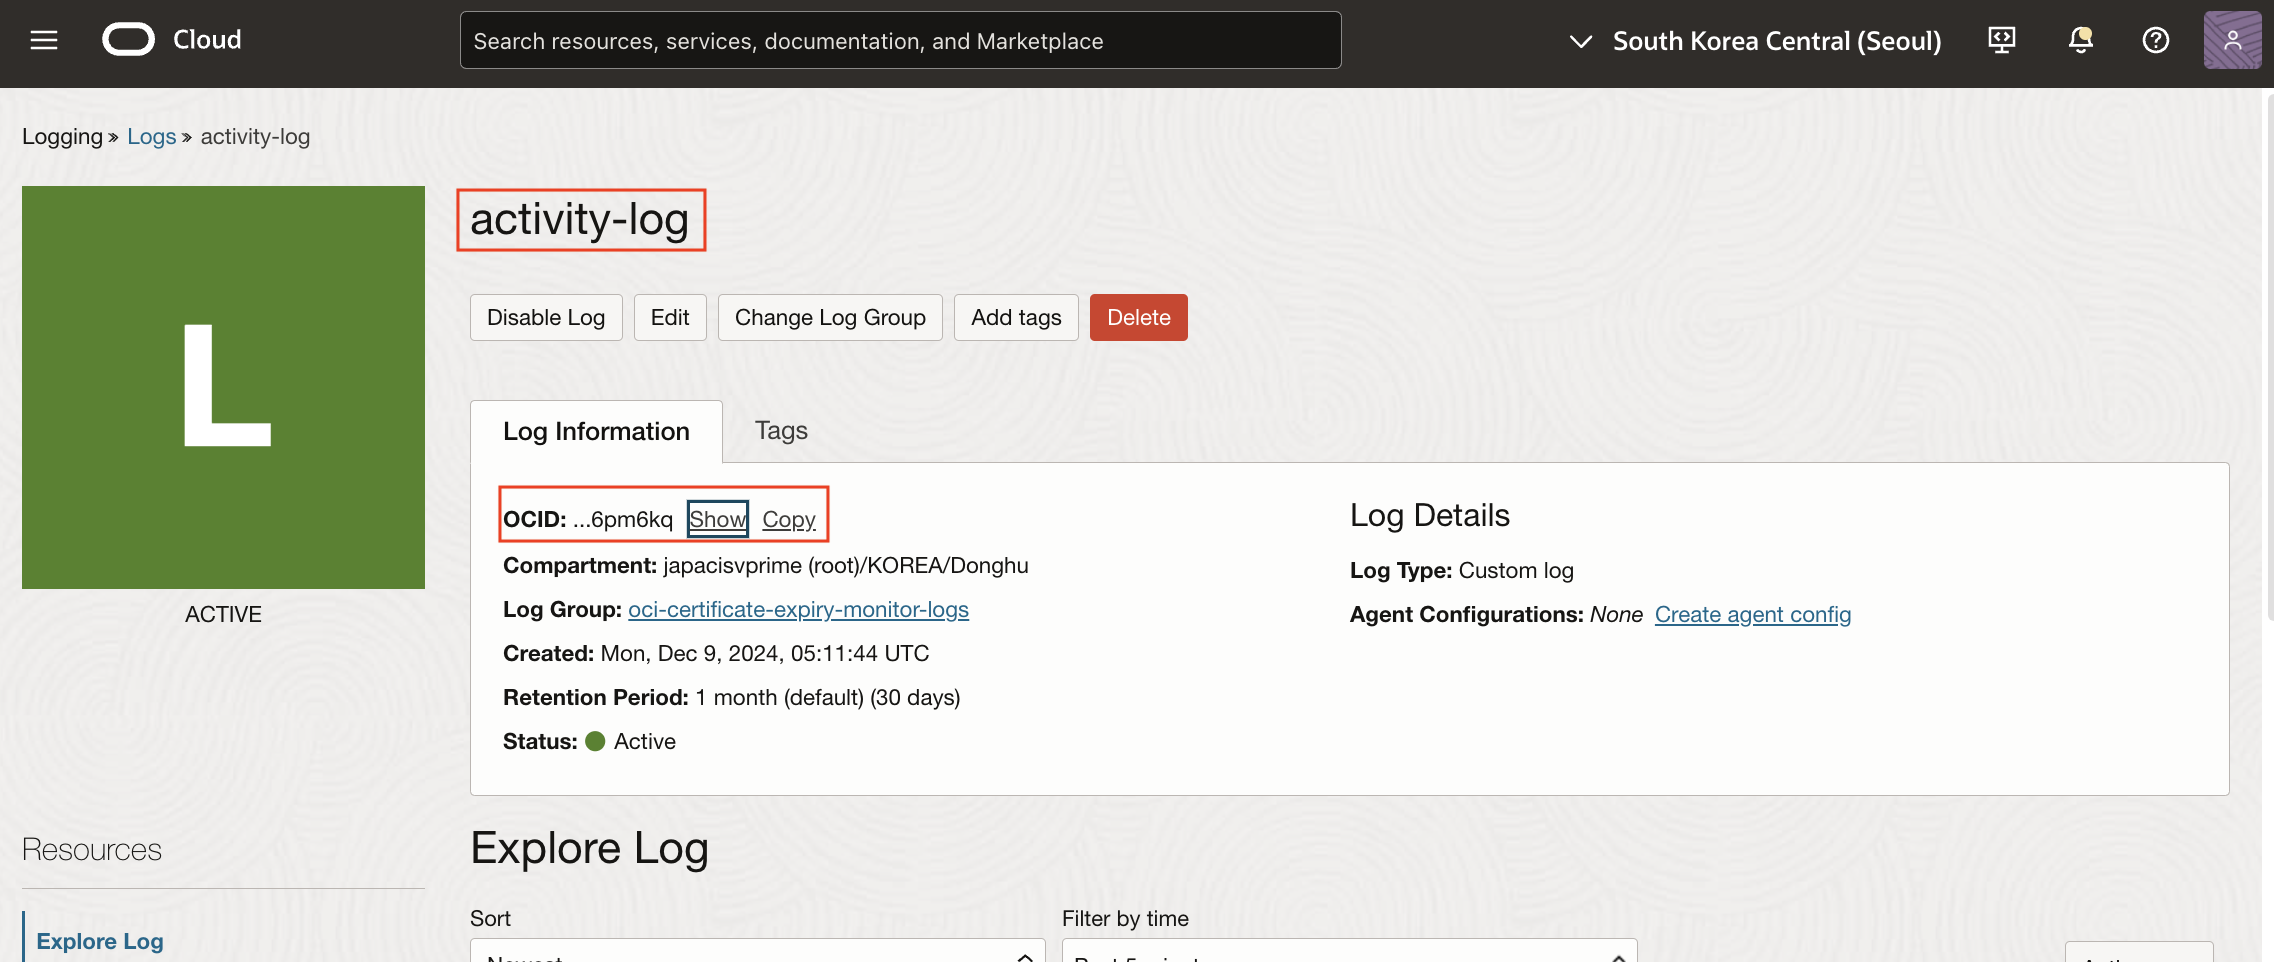 Cloud
Search resources, services, documentation, and Marketplace
South Korea Central (Seoul)
Logging » Logs » activity-log
L
ACTIVE
activity-log
Disable Log Edit Change Log Group Add tags Delete
Log Information Tags
OCID: ...6pm6kq Show Copy
Compartment: japacisvprime (root)/KOREA/Donghu
Log Group: oci-certificate-expiry-monitor-logs
Created: Mon, Dec 9, 2024, 05:11:44 UTC
Retention Period: 1 month (default) (30 days)
Status: Active
Log Details
Log Type: Custom log
Agent Configurations: None Create agent config
Resources
Explore Log
Explore Log
Sort
Filter by time